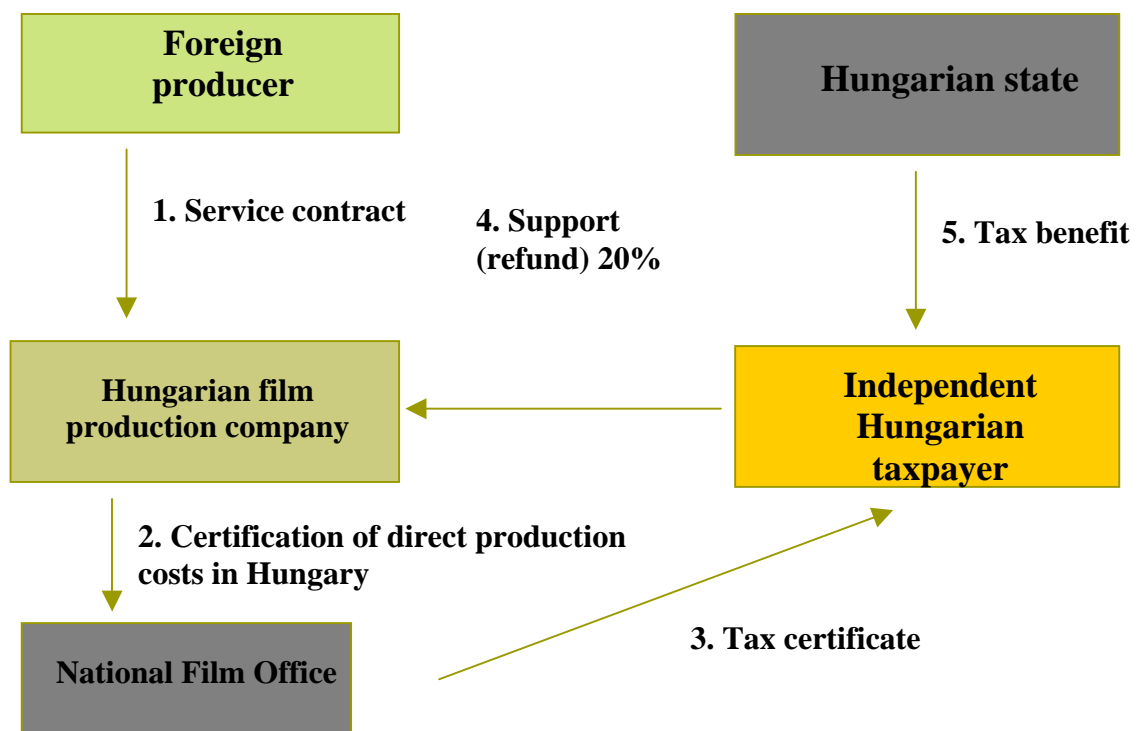 Foreign
producer
Hungarian state
1. Service contract
4. Support
(refund) 20%
5. Tax benefit
Hungarian film
production company
Independent
Hungarian
taxpayer
2. Certification of direct production
costs in Hungary
3. Tax certificate
National Film Office